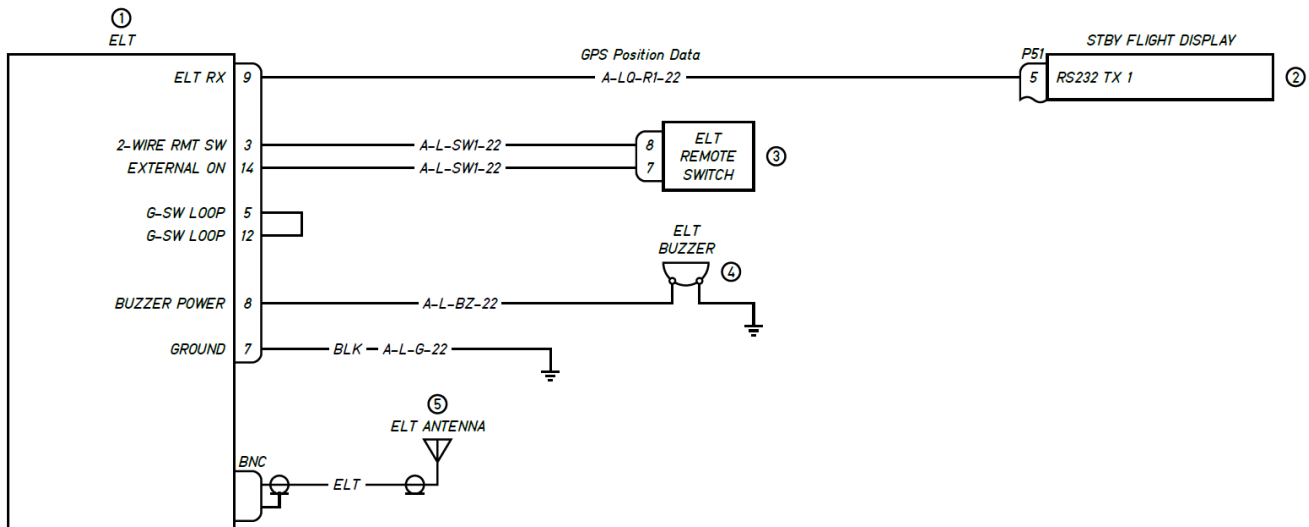 1
ELT
ELT RX 9
GPS Position Data
A-LQ-R1-22
P51
STBY FLIGHT DISPLAY
5 RS232 TX 1
2
2-WIRE RMT SW 3
A-L-SW1-22
8
EXTERNAL ON 14
A-L-SW1-22
7
ELT
REMOTE
SWITCH
3
G-SW LOOP 5
G-SW LOOP 12
ELT
BUZZER
4
BUZZER POWER 8
A-L-BZ-22
GROUND 7
BLK A-L-G-22
5
ELT ANTENNA
BNC
ELT